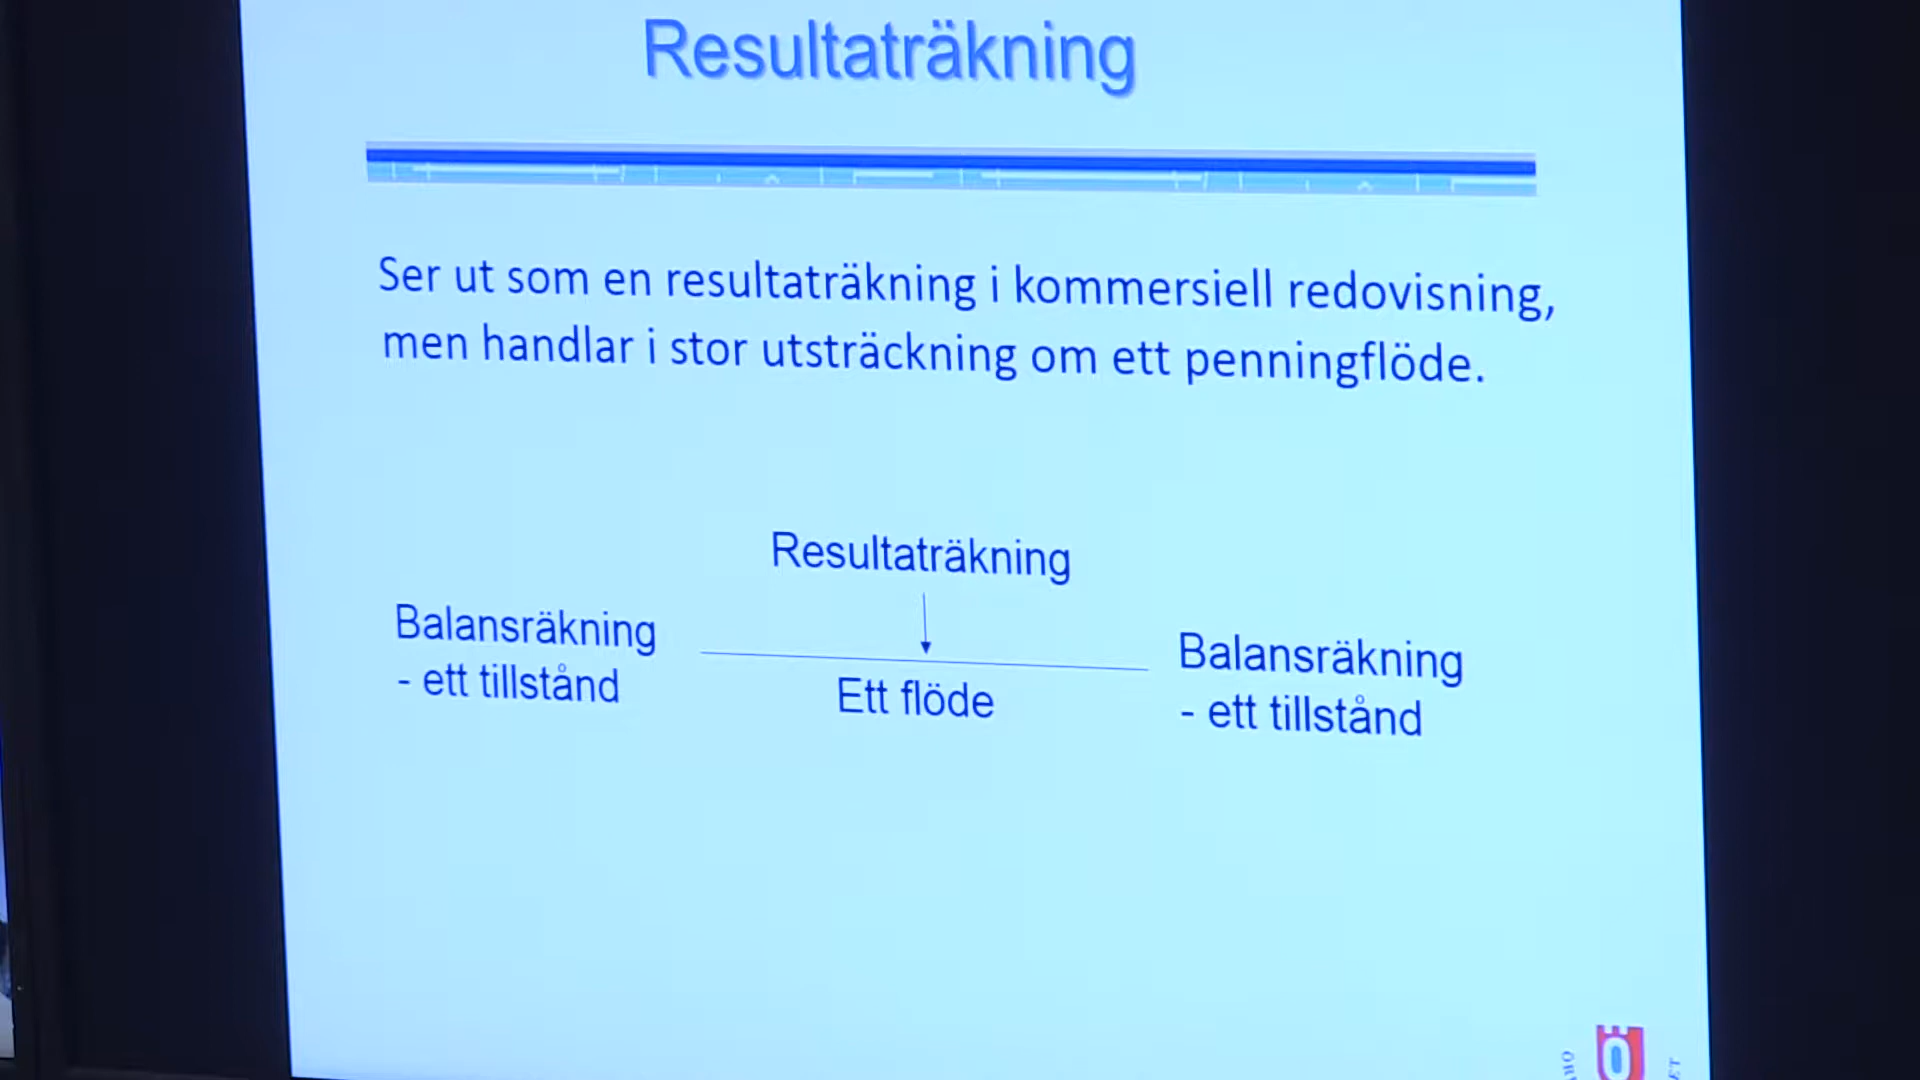 Resultaträkning
Ser ut som en resultaträkning i kommersiell redovisning,
men handlar i stor utsträckning om ett penningflöde.
Resultaträkning
Balansräkning
- ett tillstånd
Ett flöde
Balansräkning
- ett tillstånd